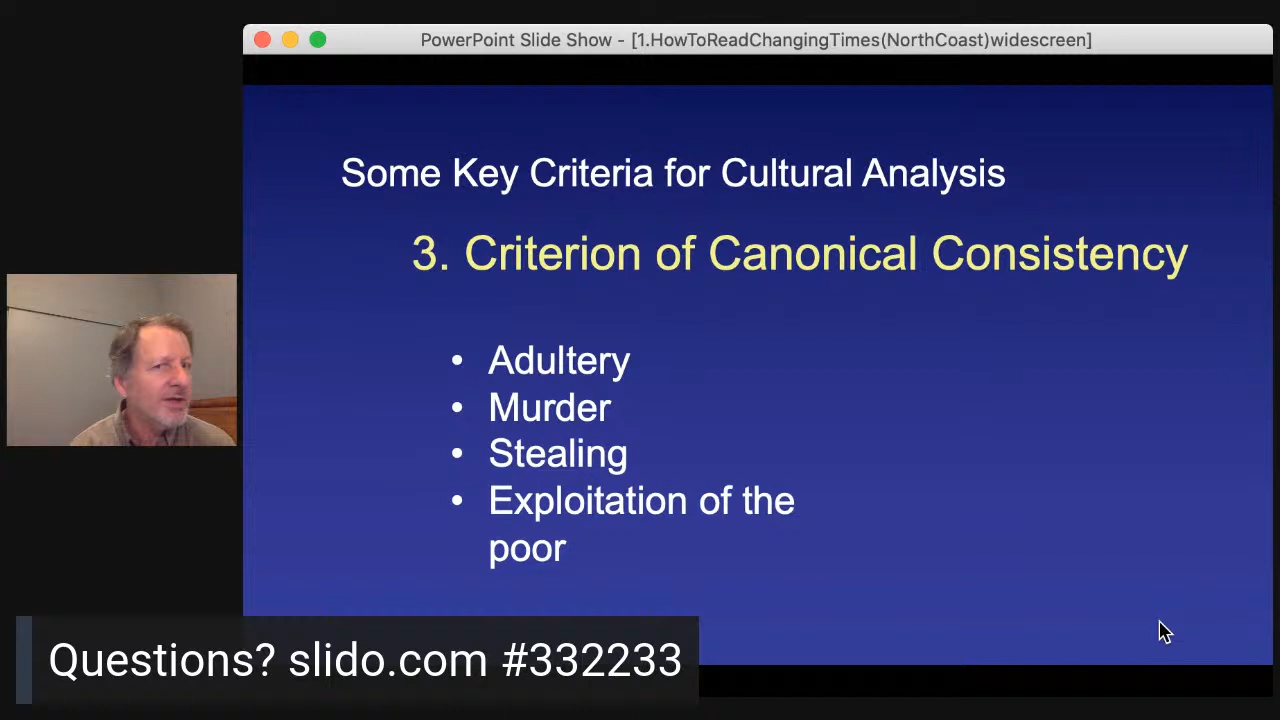 PowerPoint Slide Show - [1.HowToReadChangingTimes(NorthCoast)widescreen]
Some Key Criteria for Cultural Analysis
3. Criterion of Canonical Consistency
• Adultery
• Murder
• Stealing
• Exploitation of the
poor
Questions? slido.com #332233